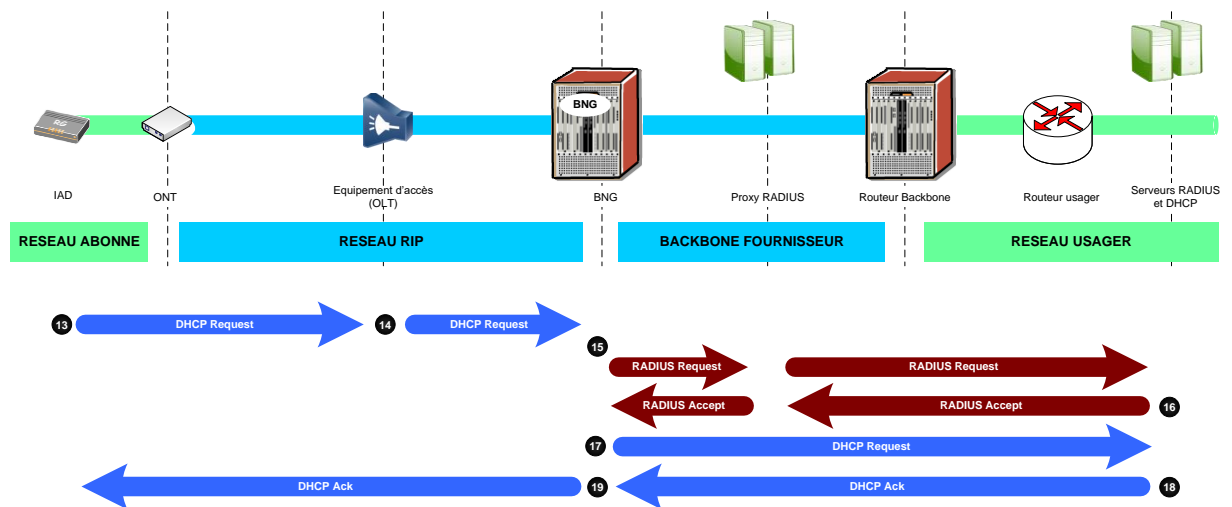 BNG
RG
IAD
ONT
Equipement d'accès
(OLT)
BNG
Proxy RADIUS
Routeur Backbone
Routeur usager
Serveurs RADIUS
et DHCP
RESEAU ABONNE
RESEAU RIP
BACKBONE FOURNISSEUR
RESEAU USAGER
13
DHCP Request
14
DHCP Request
15
RADIUS Request
RADIUS Request
RADIUS Accept
RADIUS Accept
16
17
DHCP Request
DHCP Ack
19
DHCP Ack
18